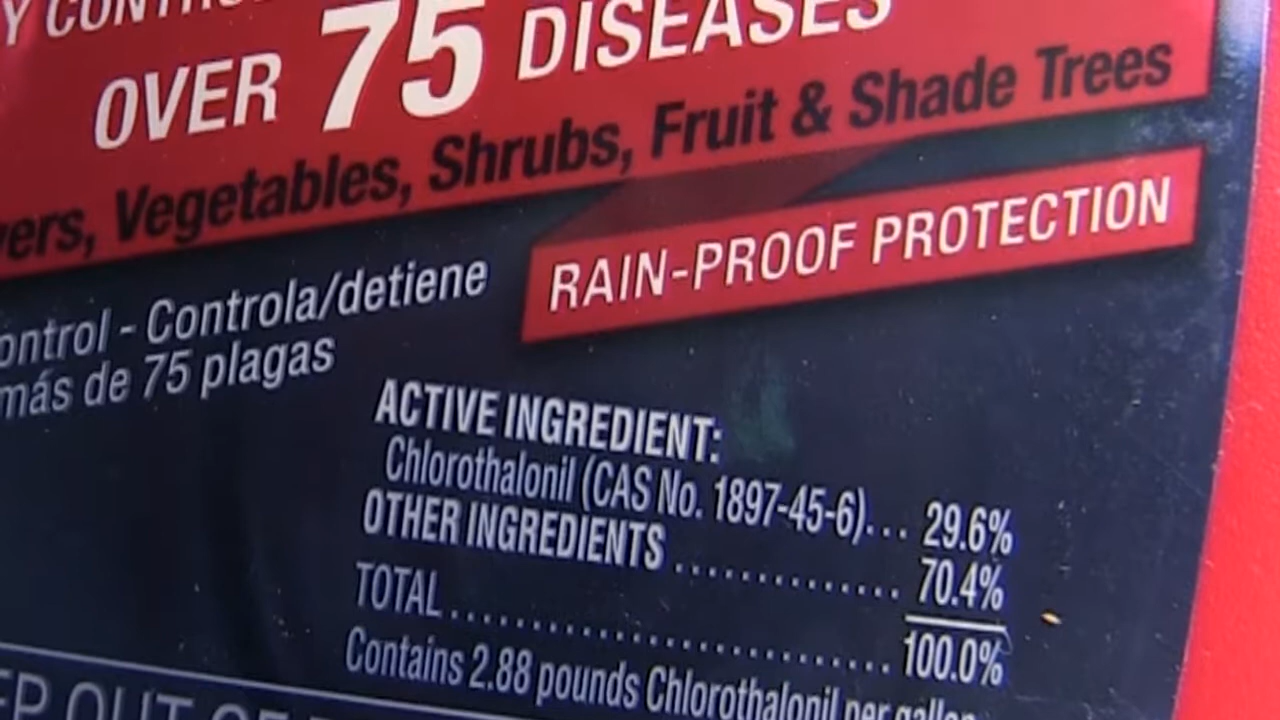 Y CONTRO
OVER 75 DISEASES
Vegetables, Shrubs, Fruit & Shade Trees
RAIN-PROOF PROTECTION
ontrol - Controla/detiene
más de 75 plagas
ACTIVE INGREDIENT:
Chlorothalonil (CAS No. 1897-45-6)... 29.6%
OTHER INGREDIENTS .............. 70.4%
TOTAL ........................... 100.0%
Contains 2.88 pounds Chlorothalonil per gallon
EP OUT OF